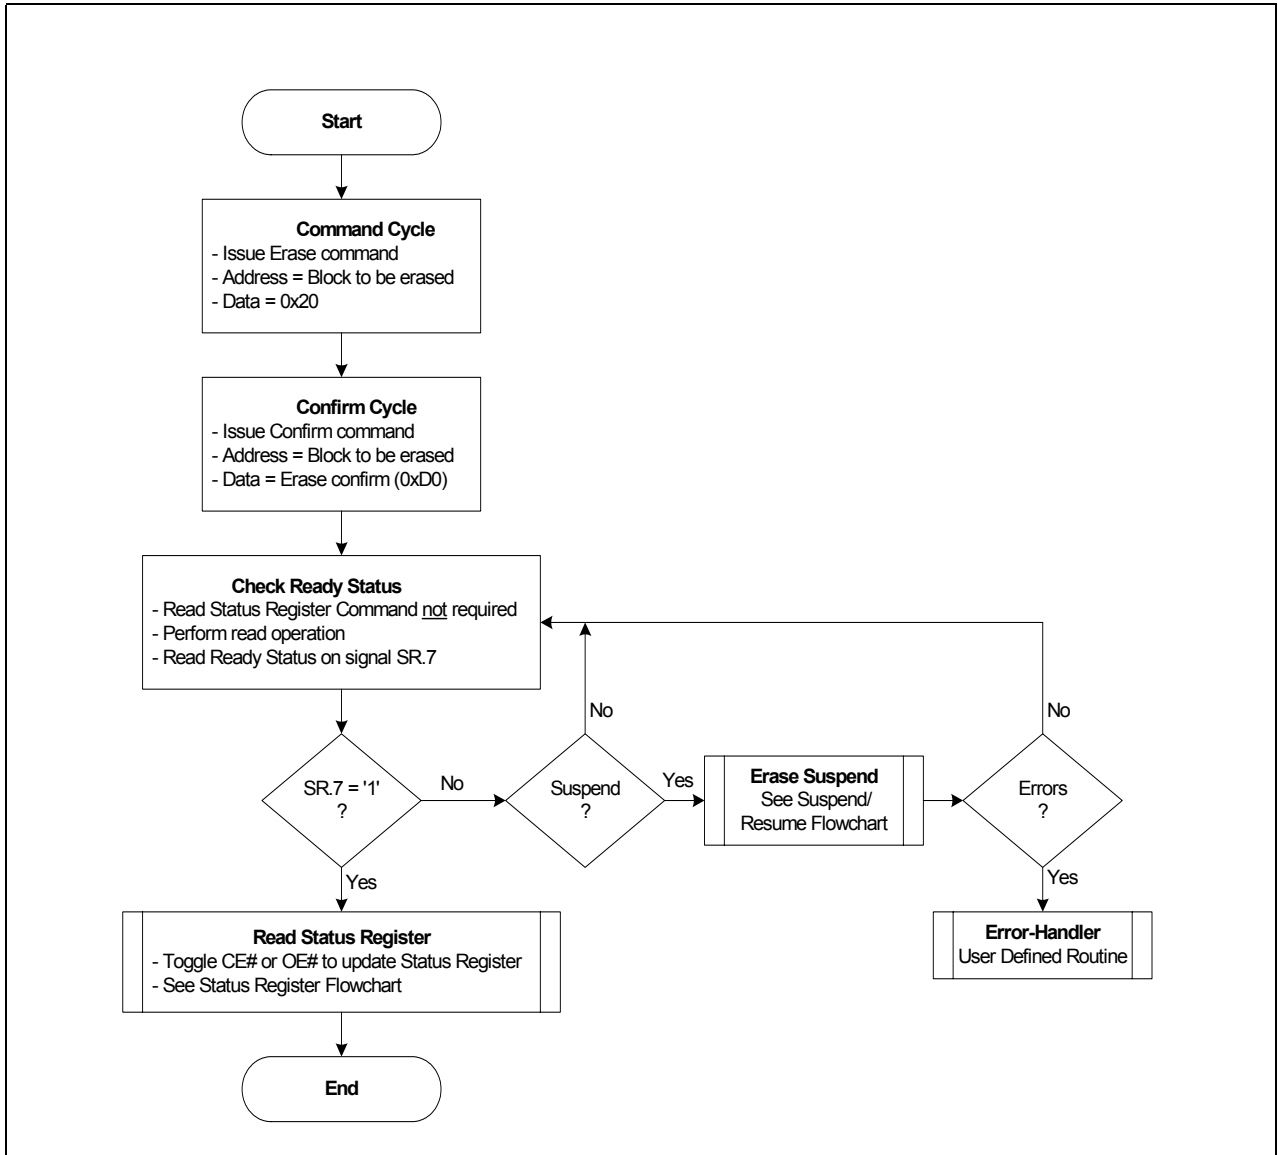 Start
Command Cycle
- Issue Erase command
- Address = Block to be erased
- Data = 0x20
Confirm Cycle
- Issue Confirm command
- Address = Block to be erased
- Data = Erase confirm (0xD0)
Check Ready Status
- Read Status Register Command not required
- Perform read operation
- Read Ready Status on signal SR.7
No
No
SR.7 = '1'
?
No
Suspend
?
Yes
Erase Suspend
See Suspend/
Resume Flowchart
Errors
?
Yes
Yes
Read Status Register
- Toggle CE# or OE# to update Status Register
- See Status Register Flowchart
Error-Handler
User Defined Routine
End